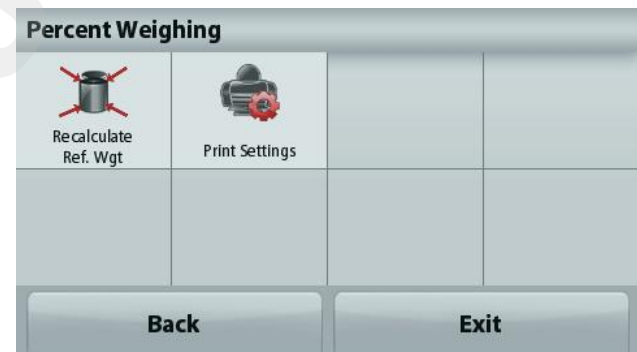 Percent Weighing
Recalculate
Ref. Wgt
Print Settings
Back
Exit